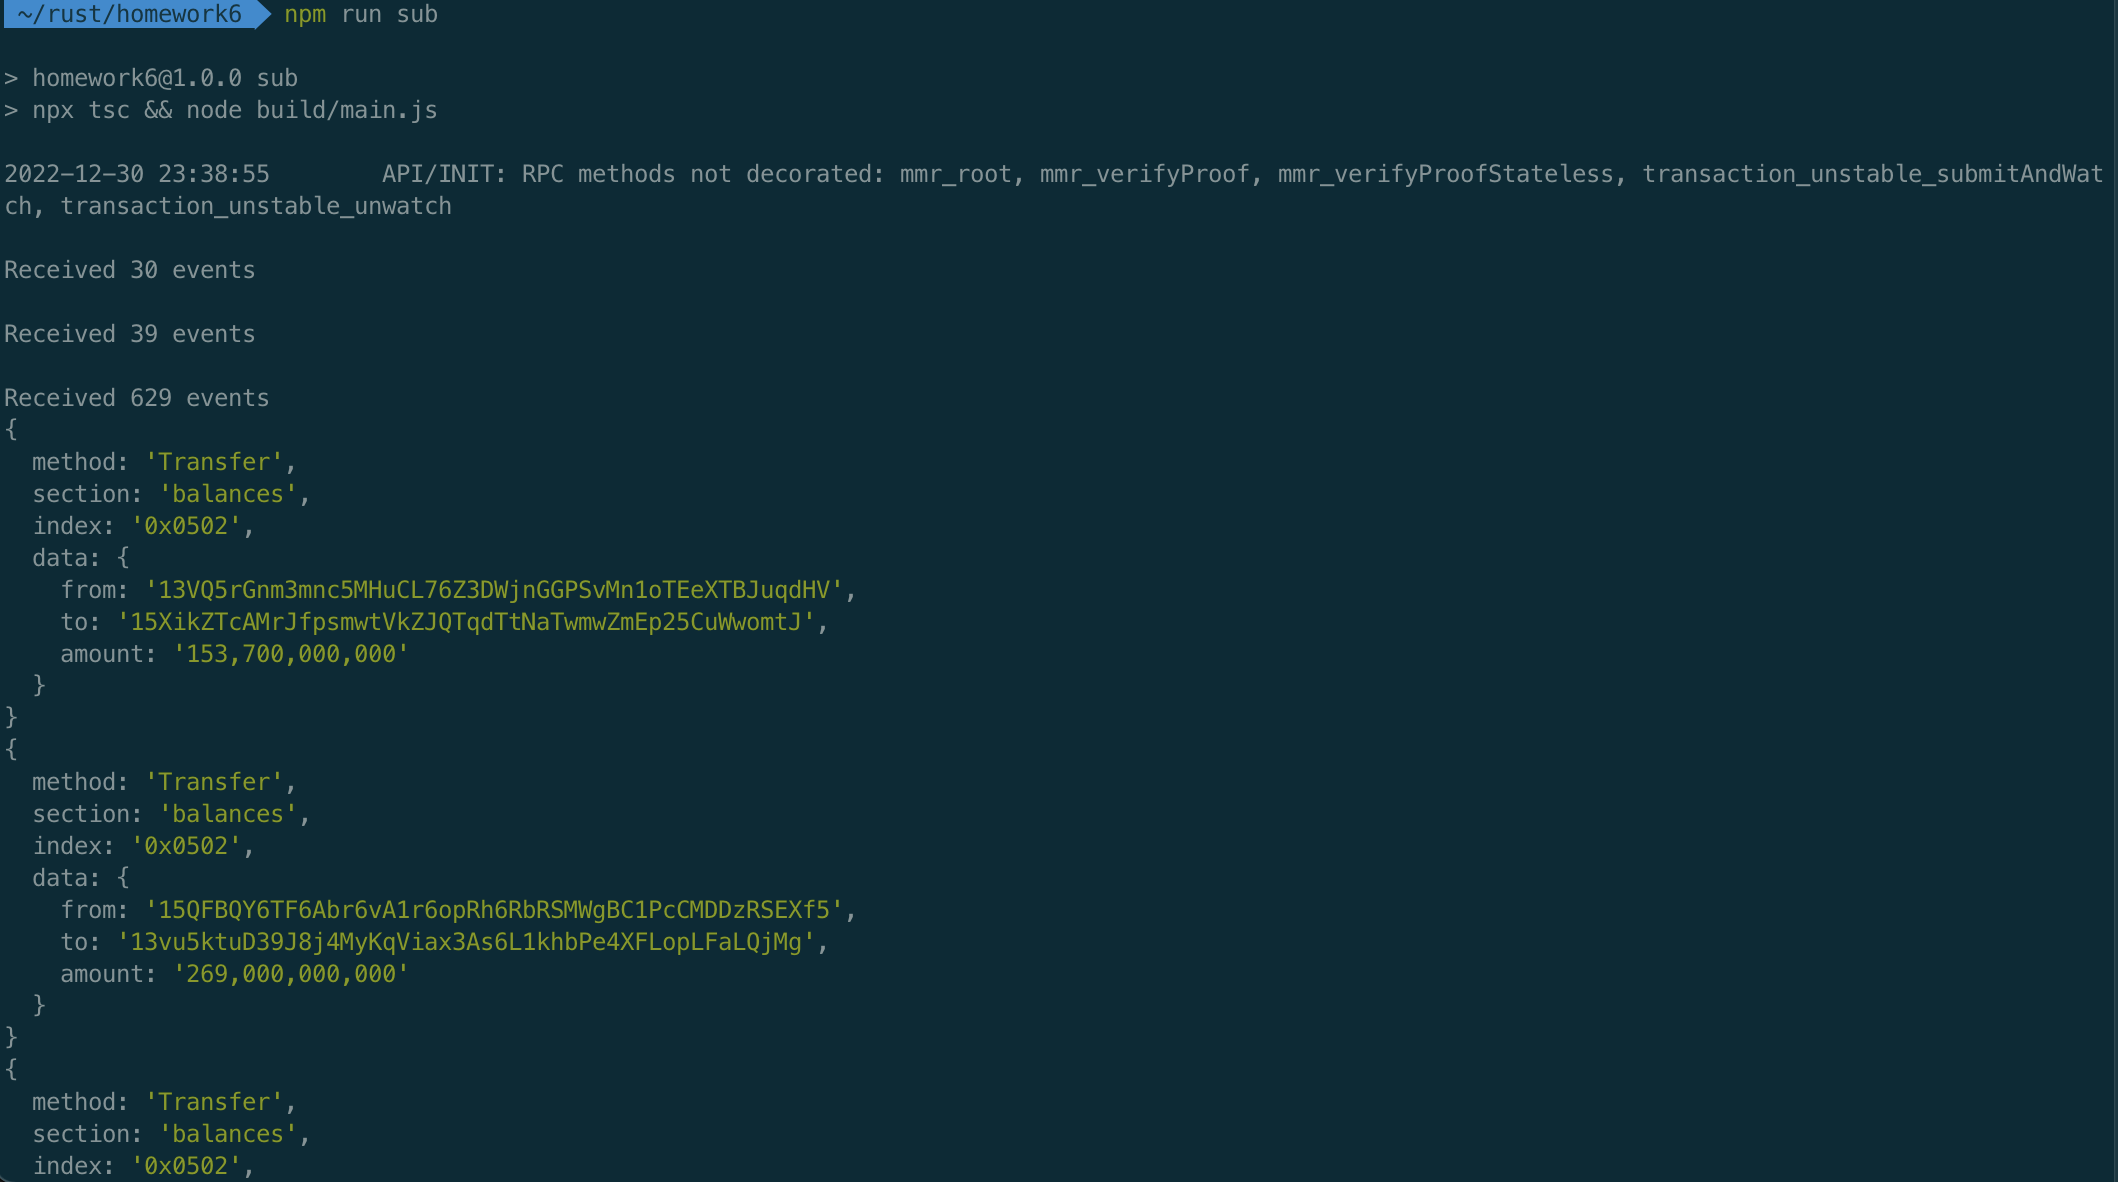 ~/rust/homework6 npm run sub
> homework6@1.0.0 sub
> npx tsc && node build/main.js
2022-12-30 23:38:55        API/INIT: RPC methods not decorated: mmr_root, mmr_verifyProof, mmr_verifyProofStateless, transaction_unstable_submitAndWat
ch, transaction_unstable_unwatch
Received 30 events
Received 39 events
Received 629 events
{
  method: 'Transfer',
  section: 'balances',
  index: '0x0502',
  data: {
    from: '13VQ5rGnm3mnc5MHuCL76Z3DWjnGGPSvMn1oTEeXTBJuqdHV',
    to: '15XikZTcAMrJfpsmwtVkZJQTqdTtNaTwmwZmEp25CuWwomtJ',
    amount: '153,700,000,000'
  }
}
{
  method: 'Transfer',
  section: 'balances',
  index: '0x0502',
  data: {
    from: '15QFBQY6TF6Abr6vA1r6opRh6RbRSMWgBC1PcCMDDzRSEXf5',
    to: '13vu5ktuD39J8j4MyKqViax3As6L1khbPe4XFLopLFaLQjMg',
    amount: '269,000,000,000'
  }
}
{
  method: 'Transfer',
  section: 'balances',
  index: '0x0502',